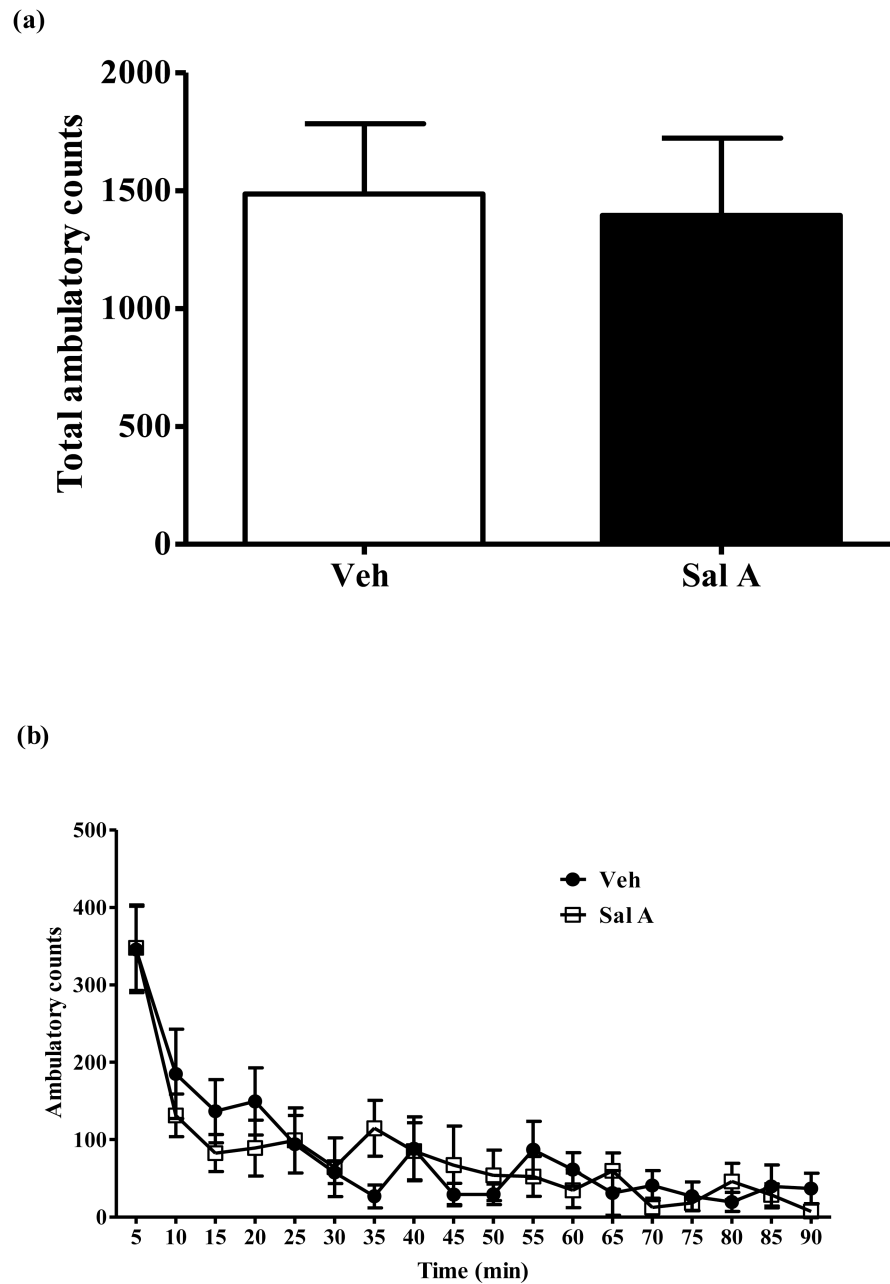 (a)
2000
1500
1000
500
0
Total ambulatory counts
Veh
Sal A
(b)
500
400
300
200
100
0
Ambulatory counts
Veh
Sal A
5 10 15 20 25 30 35 40 45 50 55 60 65 70 75 80 85 90
Time (min)